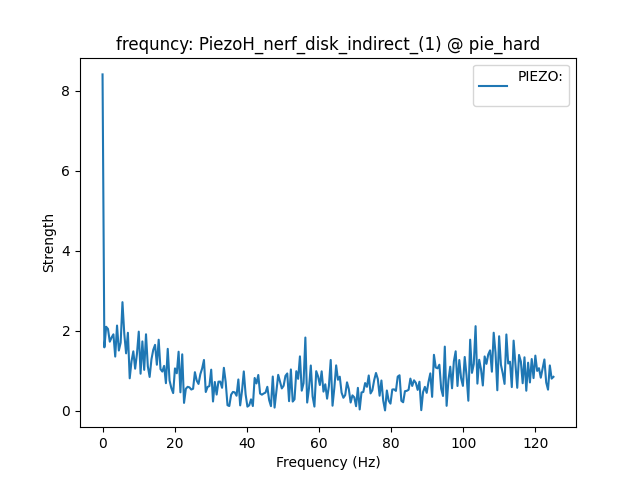 frequncy: PiezoH_nerf_disk_indirect_(1) @ pie_hard
PIEZO:
Strength
8
6
4
2
0
0 20 40 60 80 100 120
Frequency (Hz)